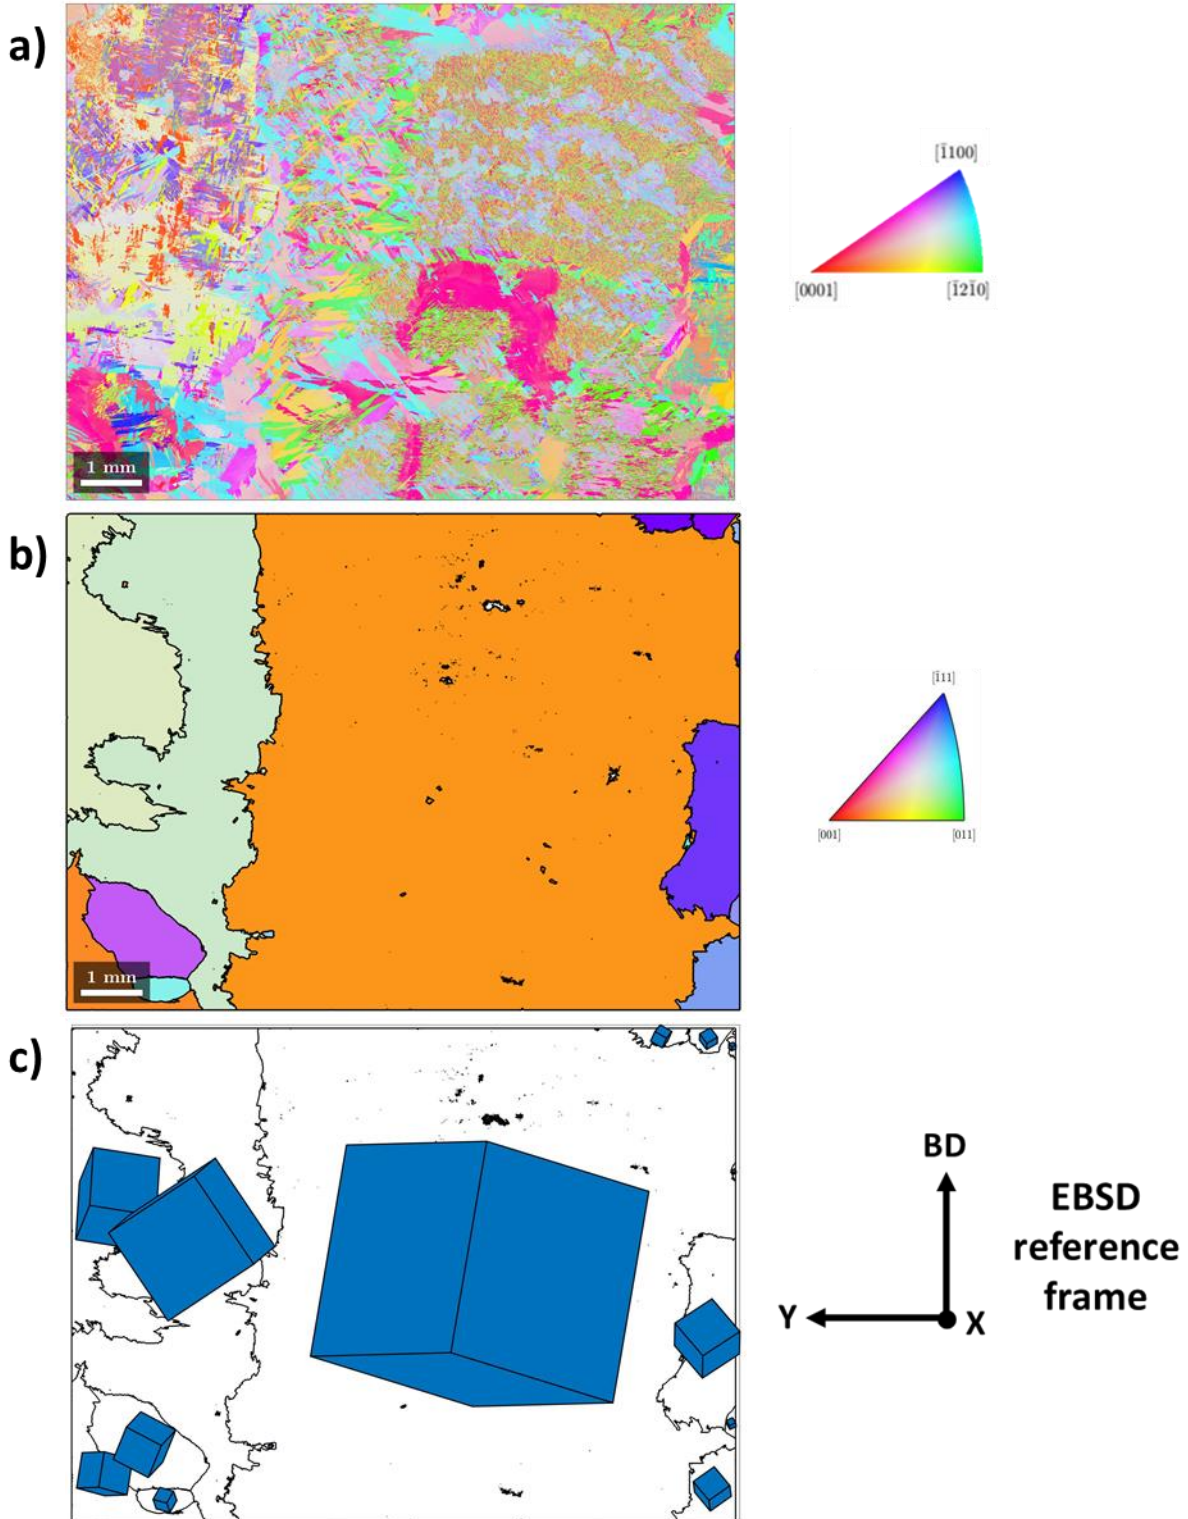 a)
[1̄100]
[0001]
[1̄21̄0]
1 mm
b)
[1̄11]
[001]
[011]
1 mm
c)
BD
Y
X
EBSD
reference
frame